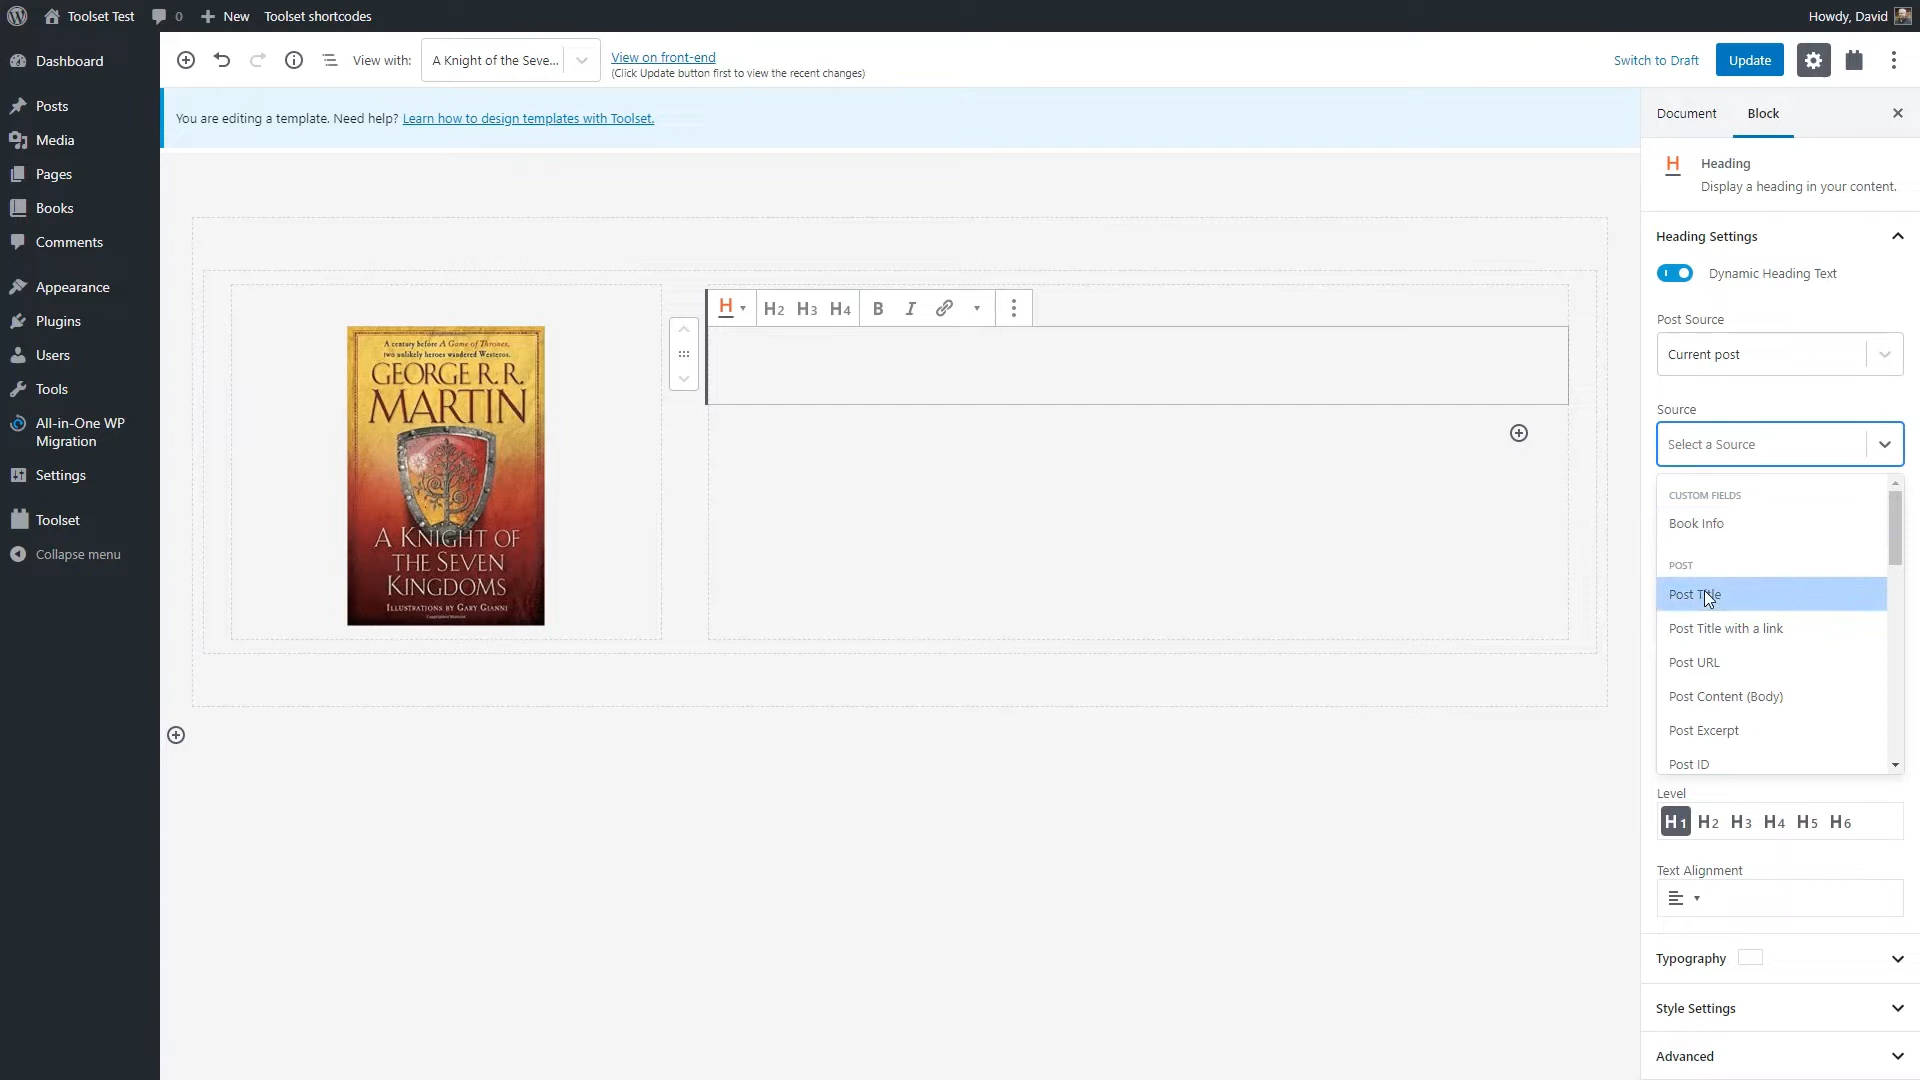 Toolset Test
0
New
Toolset shortcodes
Howdy, David
Dashboard
Posts
Media
Pages
Books
Comments
Appearance
Plugins
Users
Tools
All-in-One WP
Migration
Settings
Toolset
Collapse menu
View with:
A Knight of the Seve...
View on front-end
(Click Update button first to view the recent changes)
Switch to Draft
Update
You are editing a template. Need help? Learn how to design templates with Toolset.
A century before A Game of Thrones,
two unlikely heroes wandered Westeros.
GEORGE R. R.
MARTIN
A KNIGHT OF
THE SEVEN
KINGDOMS
ILLUSTRATIONS BY GARY GIANNI
H
H2 H3 H4
B I
Document
Block
H
Heading
Display a heading in your content.
Heading Settings
Dynamic Heading Text
Post Source
Current post
Source
Select a Source
CUSTOM FIELDS
Book Info
POST
Post Title
Post Title with a link
Post URL
Post Content (Body)
Post Excerpt
Post ID
Level
H1 H2 H3 H4 H5 H6
Text Alignment
Typography
Style Settings
Advanced